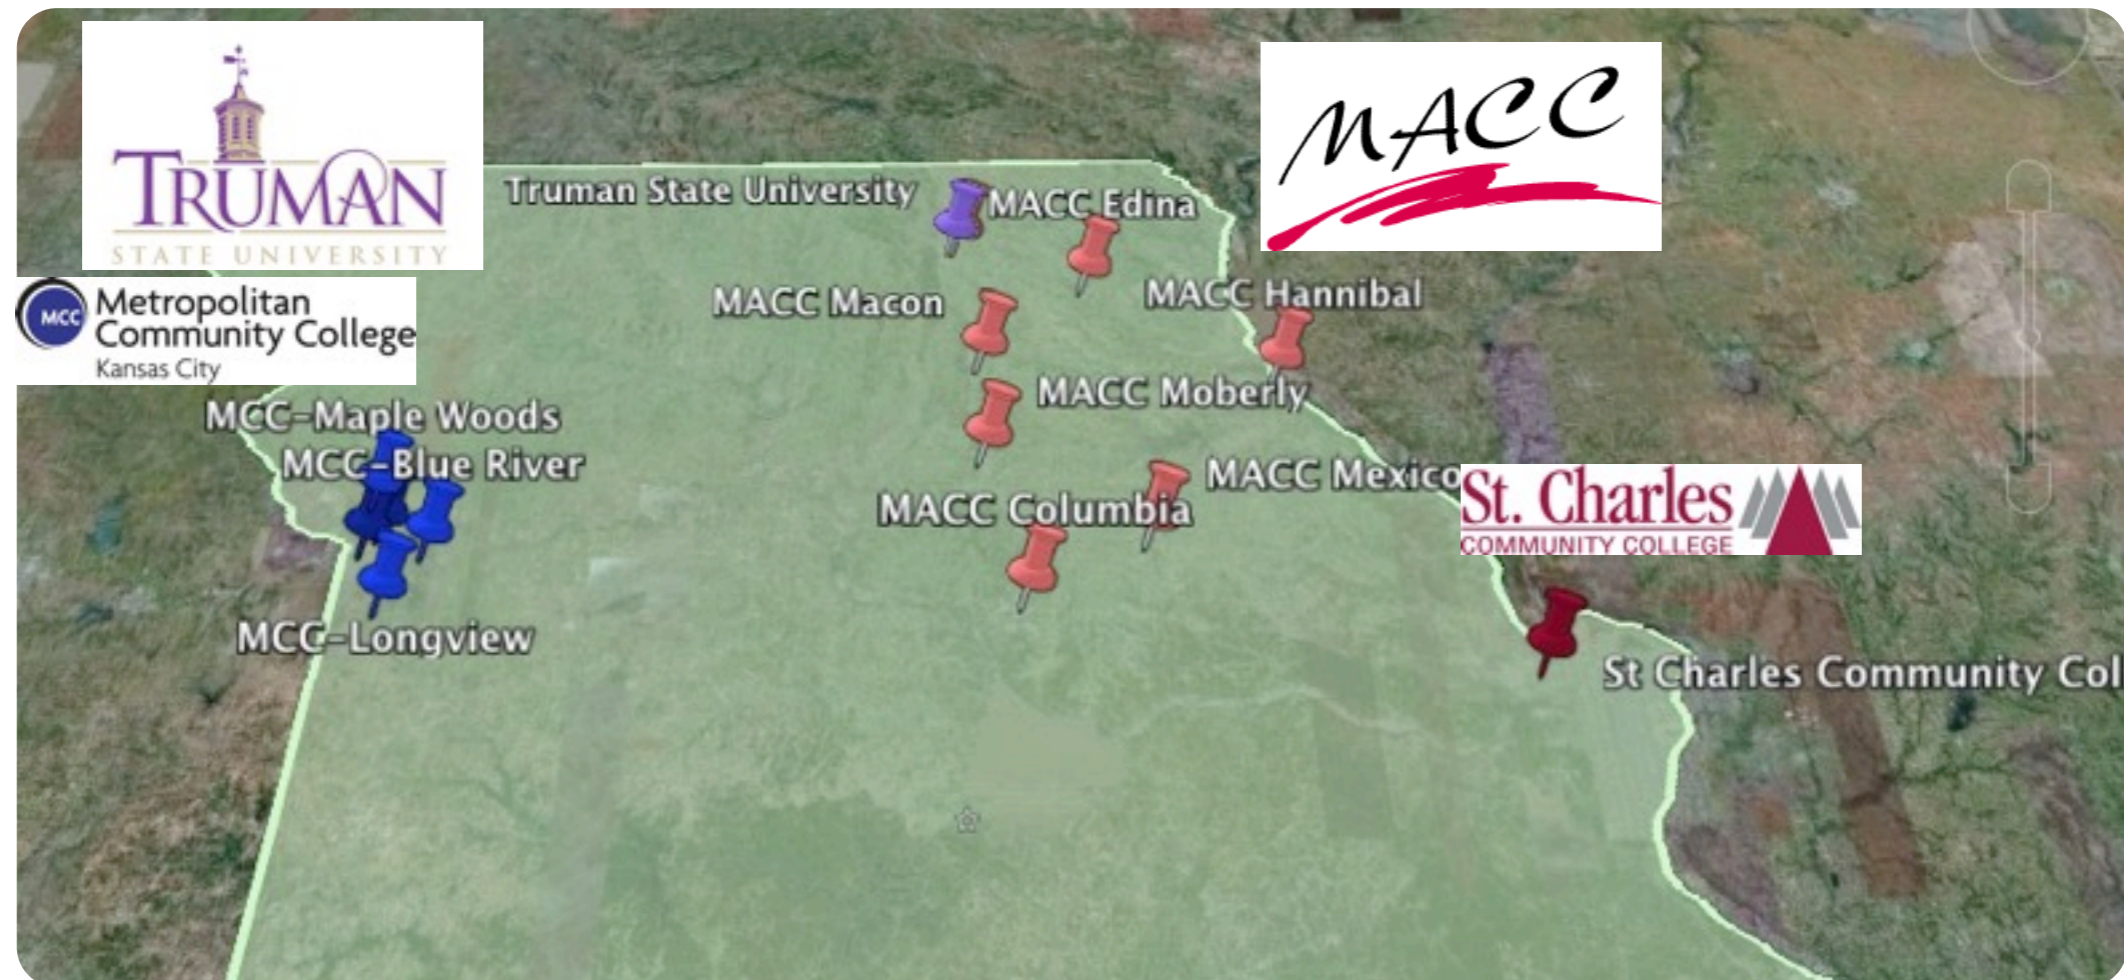 TRUMAN
STATE UNIVERSITY
MACC
Truman State University
MACC Edina
MCC
Metropolitan
Community College
Kansas City
MACC Macon
MACC Hannibal
MCC-Maple Woods
MACC Moberly
MCC-Blue River
MACC Mexico
St. Charles
COMMUNITY COLLEGE
MACC Columbia
MCC-Longview
St Charles Community Col